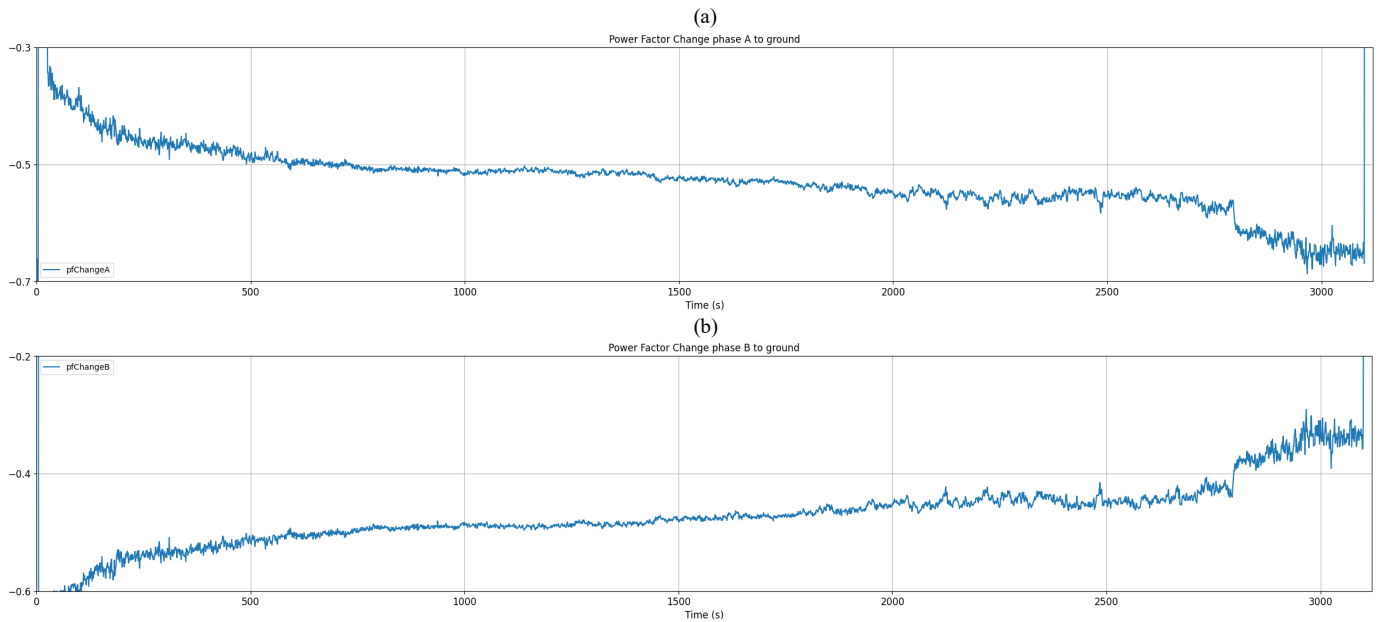 (a)
Power Factor Change phase A to ground
−0.3
−0.5
−0.7
pfChangeA
0 500 1000 1500 2000 2500 3000
Time (s)
(b)
Power Factor Change phase B to ground
−0.2
pfChangeB
−0.4
−0.6
0 500 1000 1500 2000 2500 3000
Time (s)